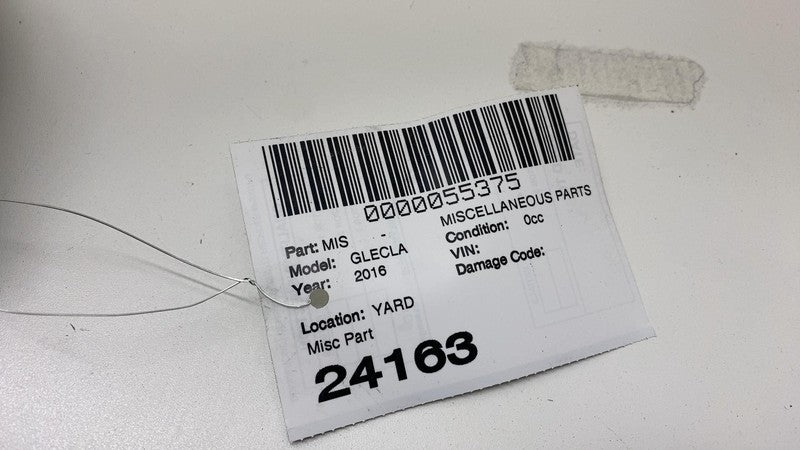 0000055375
Part: MIS - MISCELLANEOUS PARTS
Model: GLECLA Condition: 0cc
Year: 2016 VIN:
Damage Code:
Location: YARD
Misc Part
24163